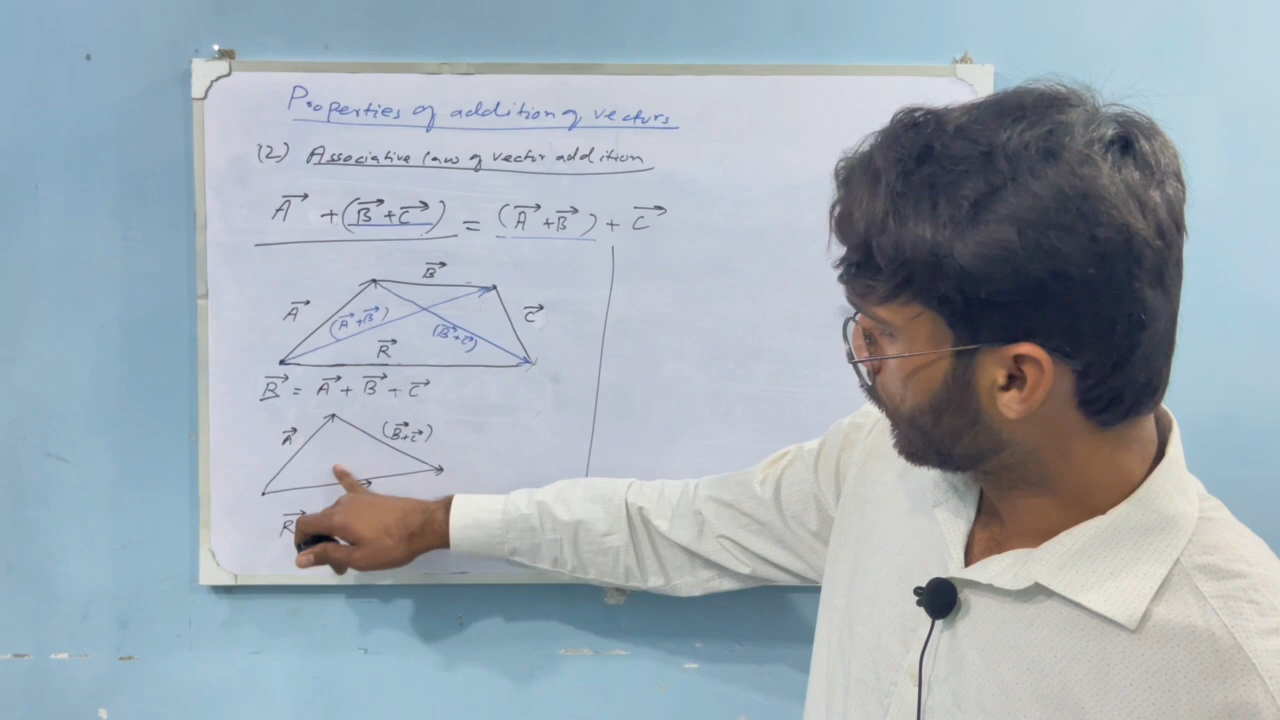 Properties of addition of vectors
(2) Associative law of vector addition
A⃗ + (B⃗ + C⃗) = (A⃗ + B⃗) + C⃗
B⃗
A⃗ (A⃗ + B⃗) (B⃗ + C⃗) C⃗
R⃗
B⃗ = A⃗ + B⃗ + C⃗
A⃗ (B⃗ + C⃗)
R⃗